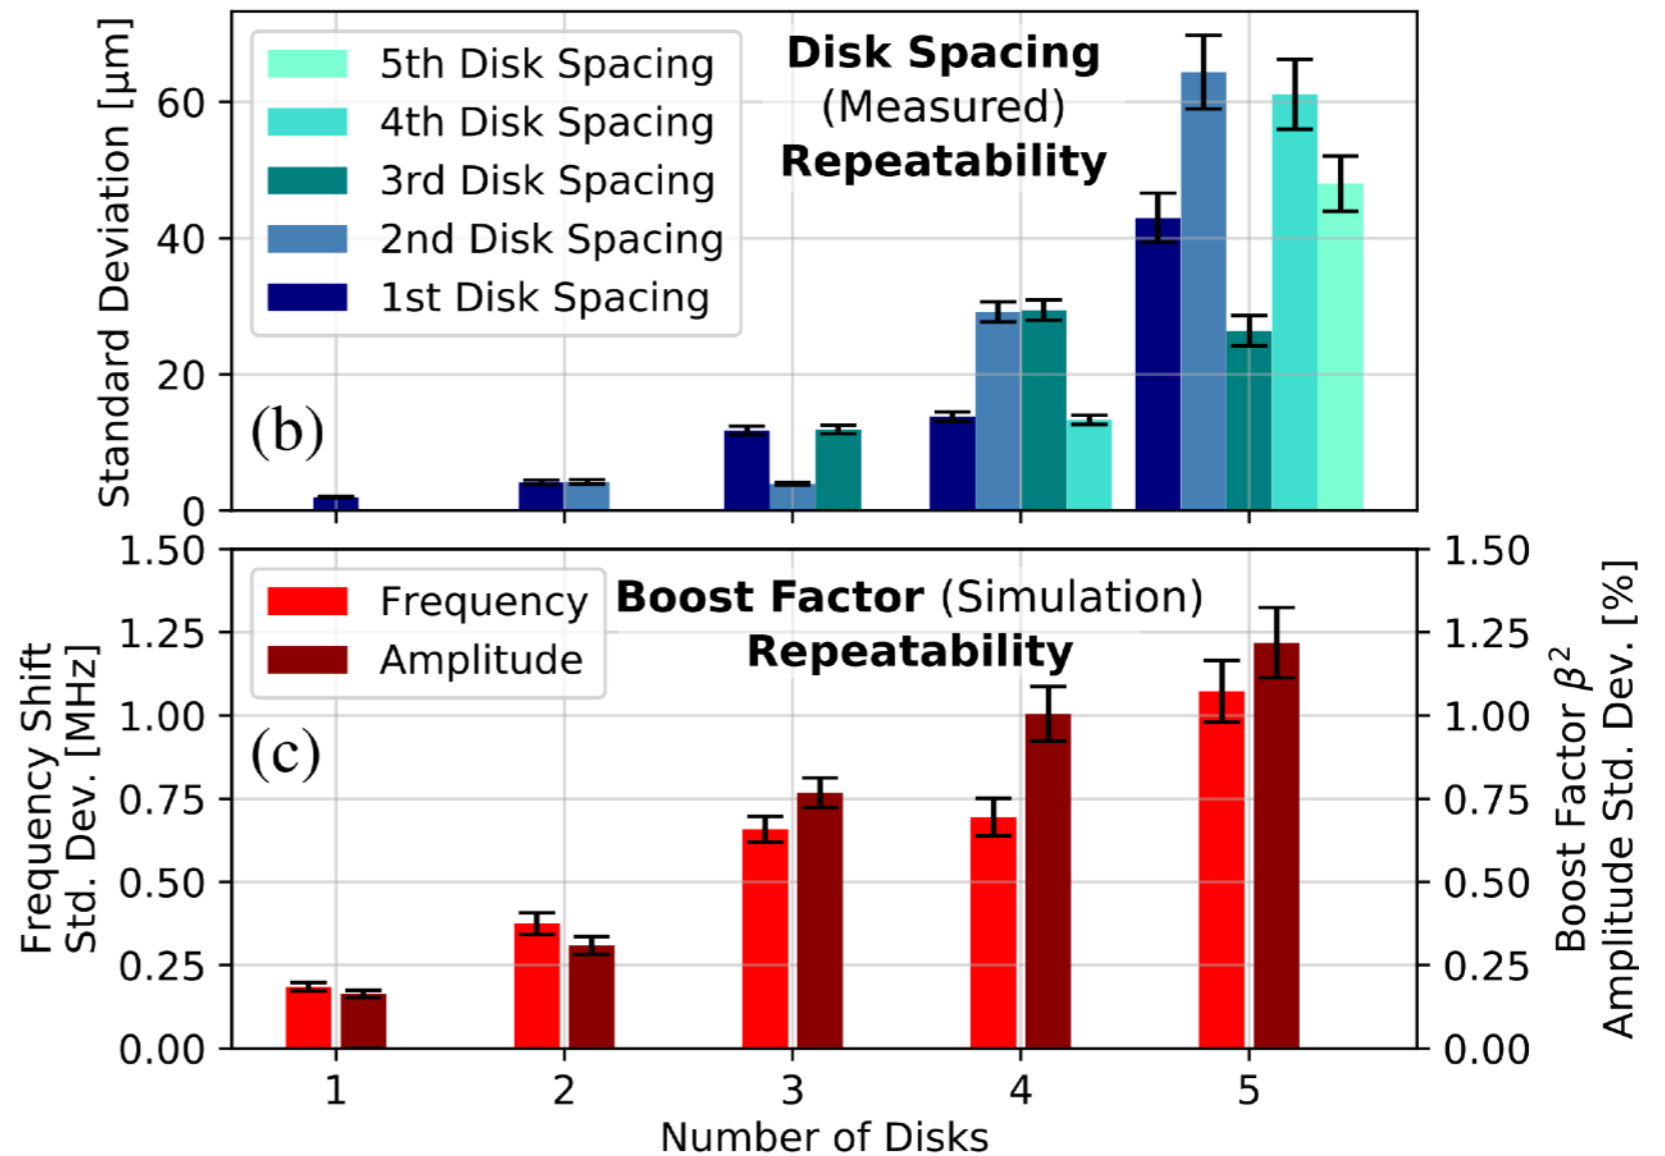 Standard Deviation [µm]
60
40
20
0
5th Disk Spacing
4th Disk Spacing
3rd Disk Spacing
2nd Disk Spacing
1st Disk Spacing
Disk Spacing
(Measured)
Repeatability
(b)
Frequency Shift
Std. Dev. [MHz]
1.50
1.25
1.00
0.75
0.50
0.25
0.00
Frequency
Amplitude
Boost Factor (Simulation)
Repeatability
(c)
1.50
1.25
1.00
0.75
0.50
0.25
0.00
Boost Factor β²
Amplitude Std. Dev. [%]
1 2 3 4 5
Number of Disks